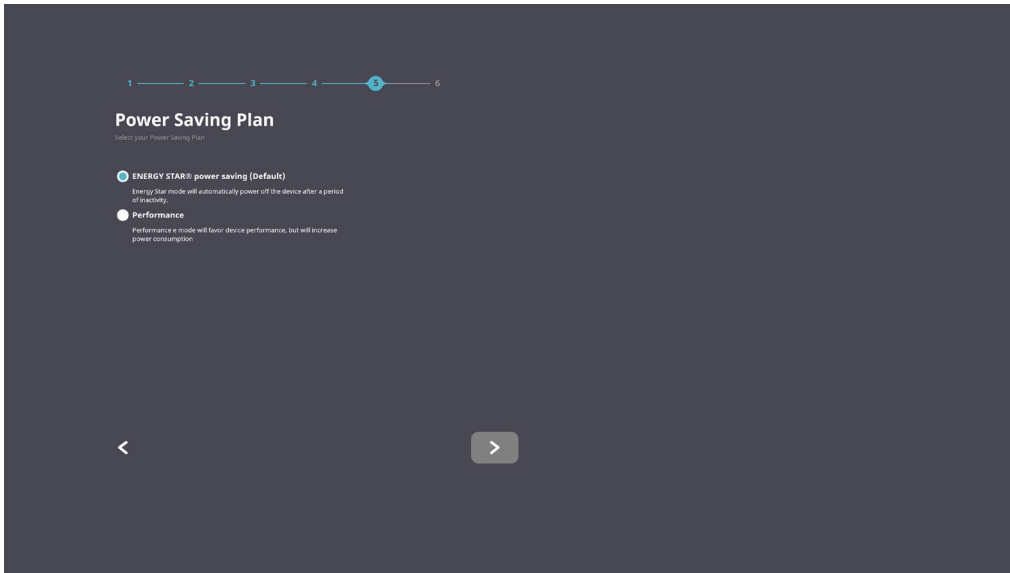 1 2 3 4 5 6
Power Saving Plan
Select your Power Saving Plan
ENERGY STAR® power saving (Default)
Energy Star mode will automatically power off the device after a period
of inactivity.
Performance
Performance e mode will favor device performance, but will increase
power consumption